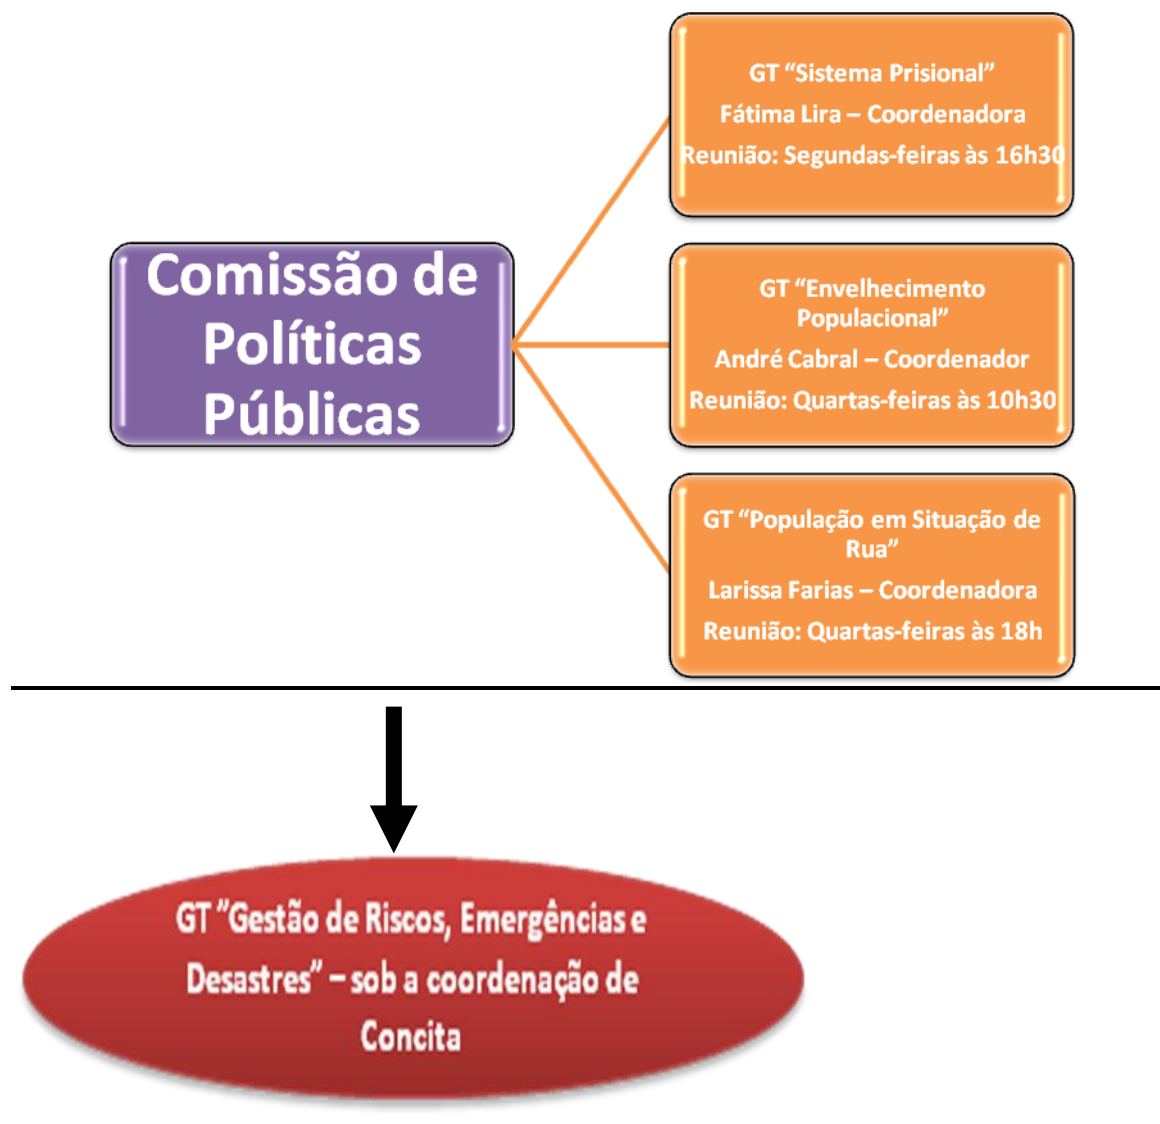 Comissão de
Políticas
Públicas
GT “Sistema Prisional”
Fátima Lira – Coordenadora
Reunião: Segundas-feiras às 16h30
GT “Envelhecimento
Populacional”
André Cabral – Coordenador
Reunião: Quartas-feiras às 10h30
GT “População em Situação de
Rua”
Larissa Farias – Coordenadora
Reunião: Quartas-feiras às 18h
GT “Gestão de Riscos, Emergências e
Desastres” – sob a coordenação de
Concita